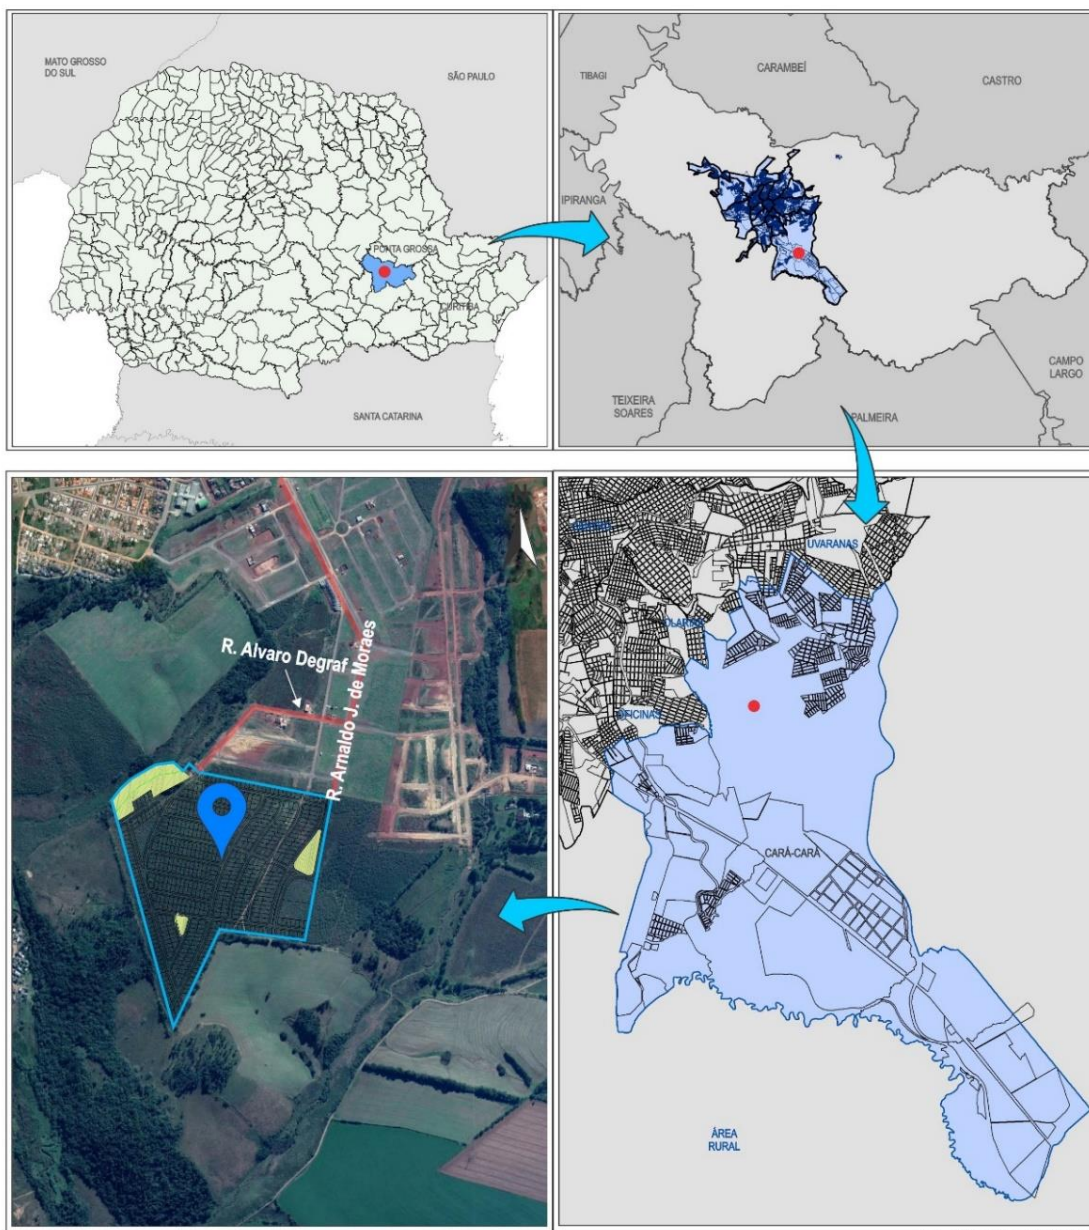 MATO GROSSO
DO SUL
SÃO PAULO
PONTA GROSSA
CURITIBA
SANTA CATARINA
TIBAGI
CARAMBEÍ
CASTRO
IPIRANGA
CAMPO
LARGO
TEIXEIRA
SOARES
PALMEIRA
R. Alvaro Degraf
R. Arnaldo J. de Moraes
UVARANAS
OFICINAS
CARÁ-CARÁ
ÁREA
RURAL